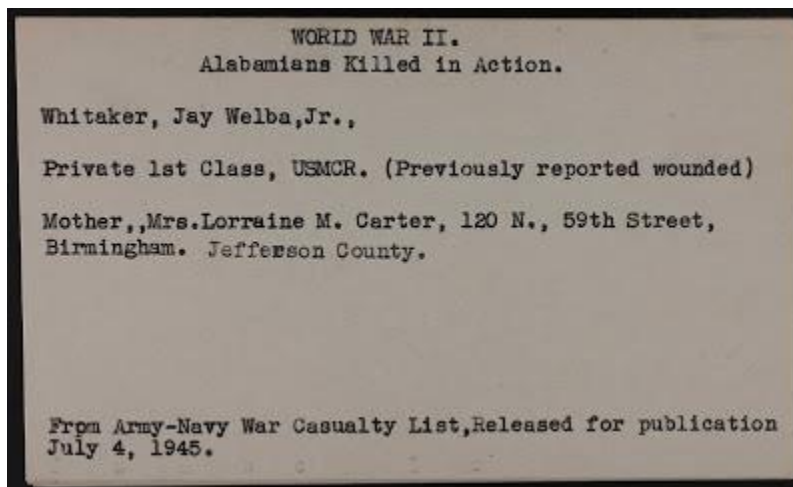 WORLD WAR II.
Alabamians Killed in Action.
Whitaker, Jay Welba,Jr.,
Private 1st Class, USMCR. (Previously reported wounded)
Mother,,Mrs.Lorraine M. Carter, 120 N., 59th Street,
Birmingham. Jefferson County.
From Army-Navy War Casualty List,Released for publication
July 4, 1945.